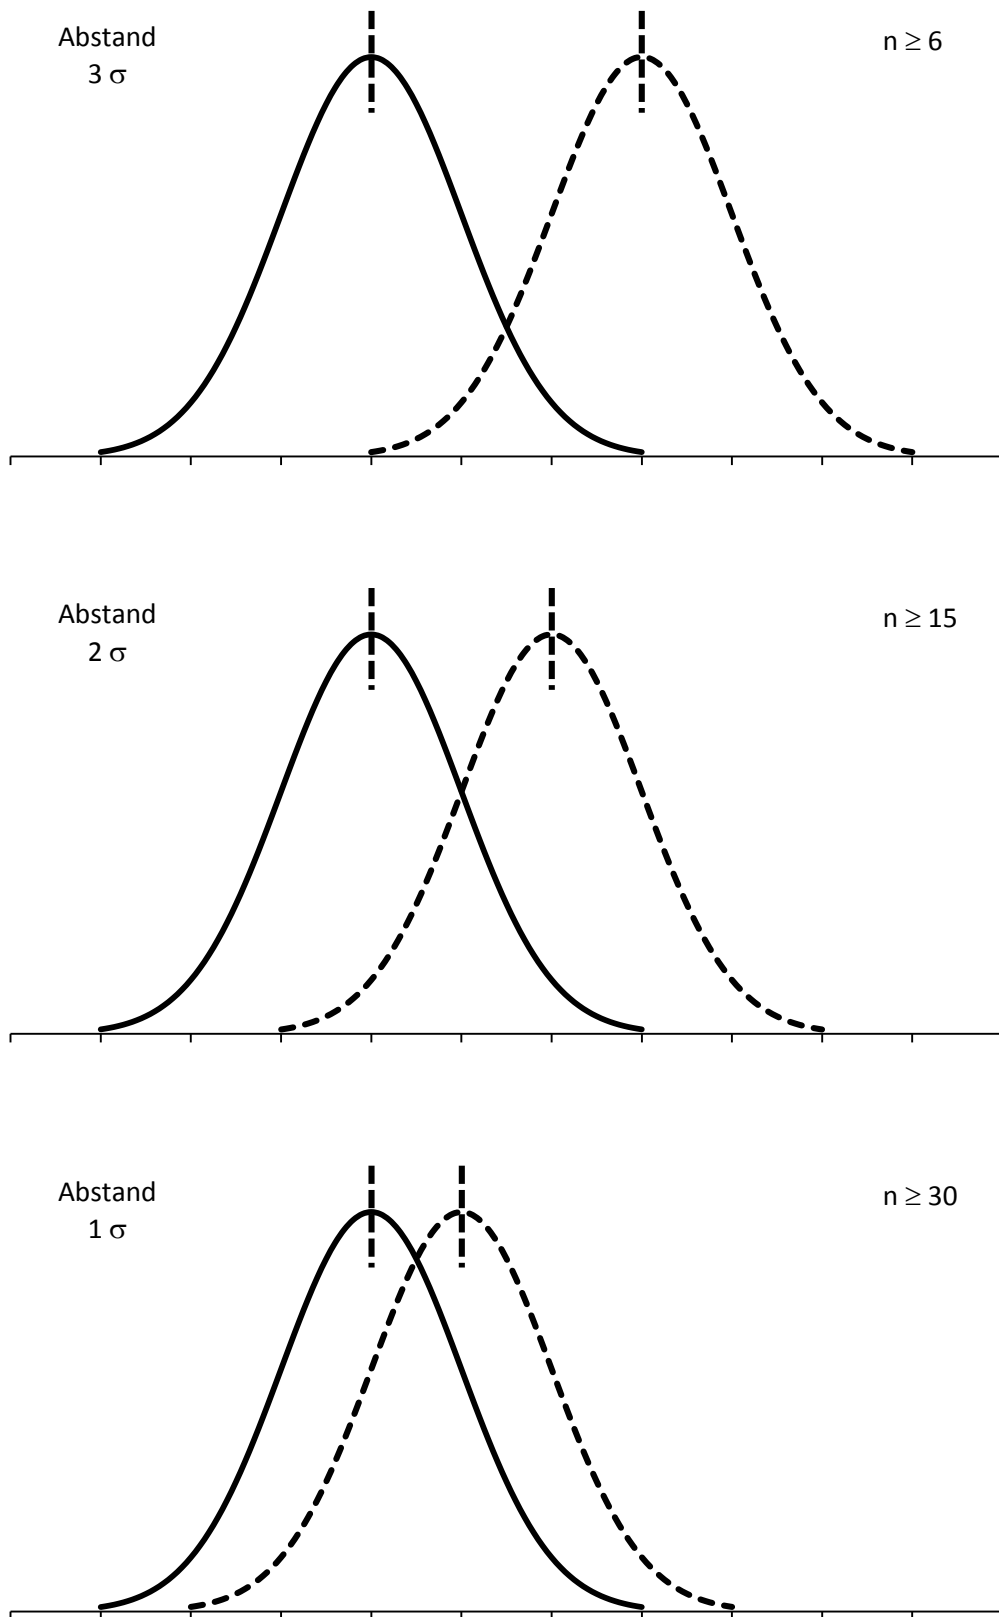 Abstand
3 σ
n ≥ 6
Abstand
2 σ
n ≥ 15
Abstand
1 σ
n ≥ 30